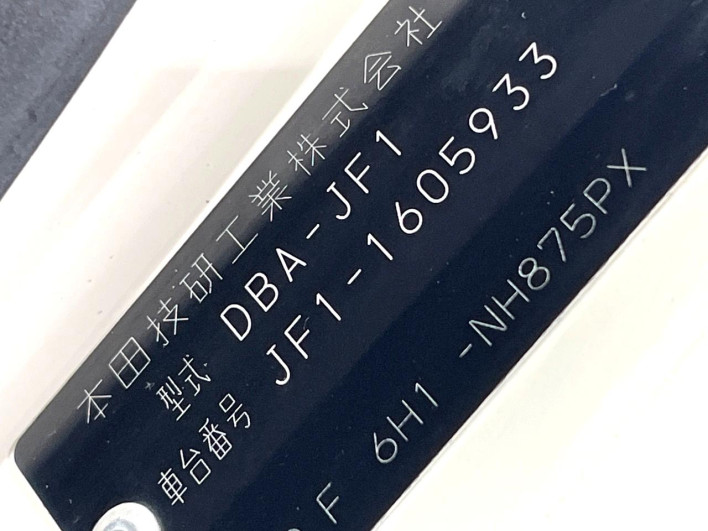 本田技研工業株式会社
型式 DBA-JF1
車台番号 JF1-1605933
F 6H1 -NH875PX